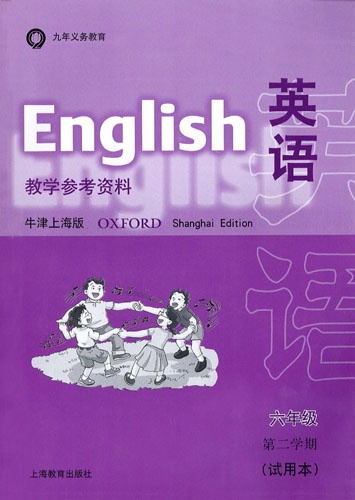 九年义务教育
English
英语
教学参考资料
牛津上海版 OXFORD Shanghai Edition
六年级
第二学期
(试用本)
上海教育出版社